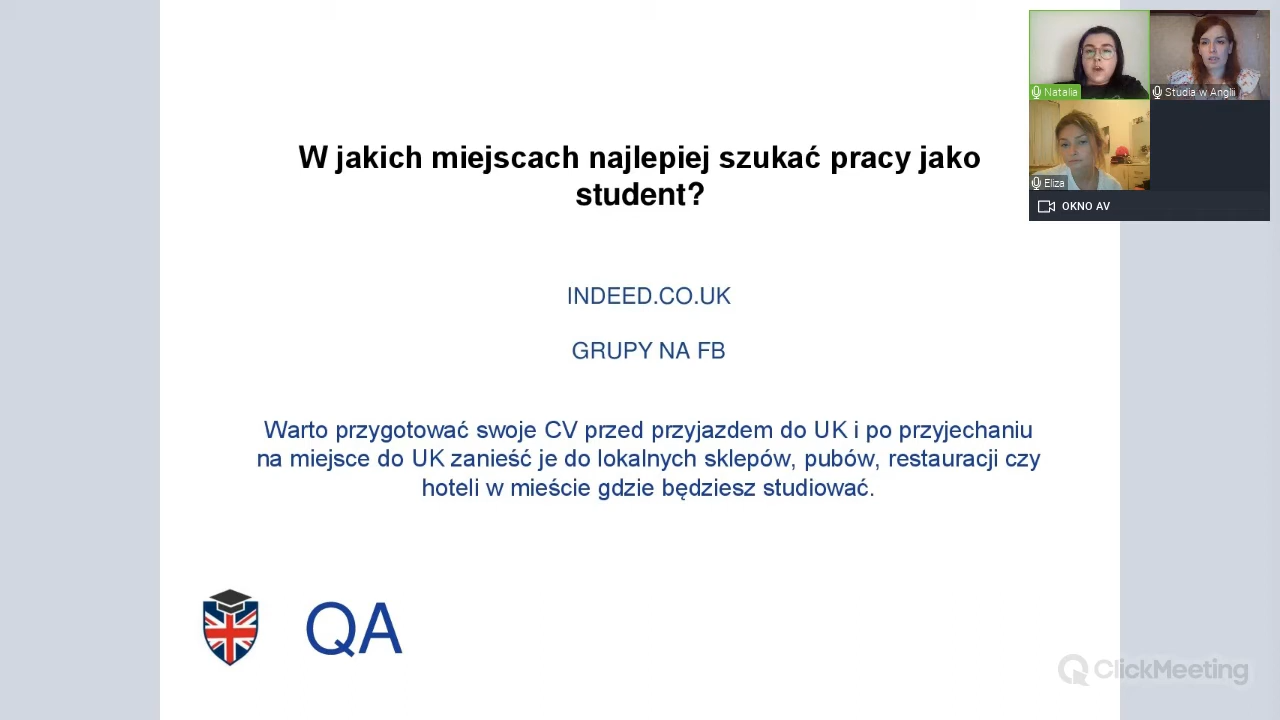 W jakich miejscach najlepiej szukać pracy jako
student?
INDEED.CO.UK
GRUPY NA FB
Warto przygotować swoje CV przed przyjazdem do UK i po przyjechaniu
na miejsce do UK zanieść je do lokalnych sklepów, pubów, restauracji czy
hoteli w mieście gdzie będziesz studiować.
QA
Natalia
Studia w Anglii
Eliza
OKNO AV
ClickMeeting